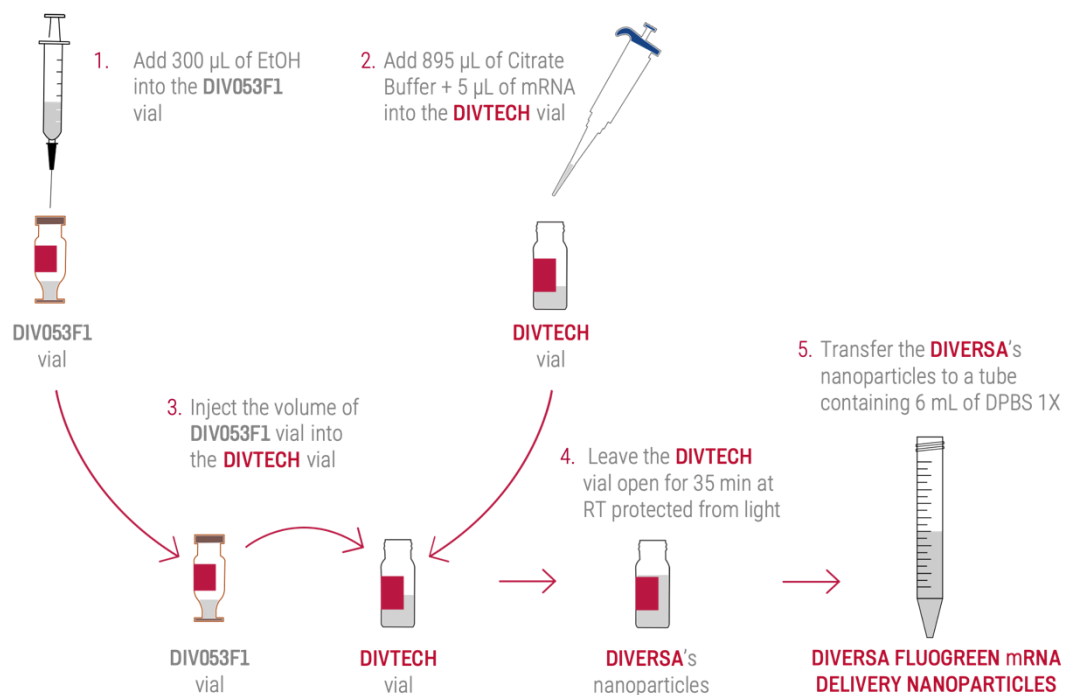 1. Add 300 µL of EtOH
into the DIV053F1
vial
2. Add 895 µL of Citrate
Buffer + 5 µL of mRNA
into the DIVTECH vial
DIV053F1
vial
DIVTECH
vial
3. Inject the volume of
DIV053F1 vial into
the DIVTECH vial
4. Leave the DIVTECH
vial open for 35 min at
RT protected from light
5. Transfer the DIVERSA's
nanoparticles to a tube
containing 6 mL of DPBS 1X
DIV053F1
vial
DIVTECH
vial
DIVERSA's
nanoparticles
DIVERSA FLUOGREEN mRNA
DELIVERY NANOPARTICLES